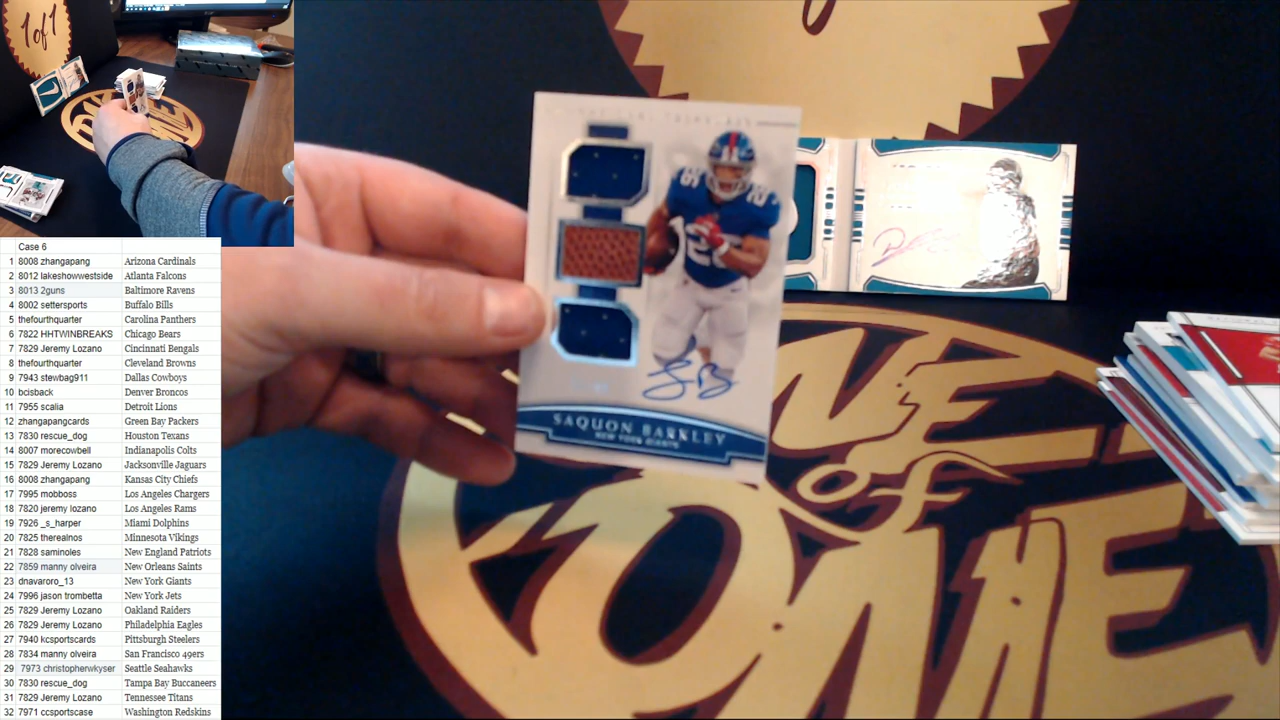 1 of 1
Case 6
1 8008 zhangapang Arizona Cardinals
2 8012 lakeshowwestside Atlanta Falcons
3 8013 2guns Baltimore Ravens
4 8002 settersports Buffalo Bills
5 thefourthquarter Carolina Panthers
6 7822 HHTWINBREAKS Chicago Bears
7 7829 Jeremy Lozano Cincinnati Bengals
8 thefourthquarter Cleveland Browns
9 7943 stewbag911 Dallas Cowboys
10 bcisback Denver Broncos
11 7955 scalia Detroit Lions
12 zhangapangcards Green Bay Packers
13 7830 rescue_dog Houston Texans
14 8007 morecowbell Indianapolis Colts
15 7829 Jeremy Lozano Jacksonville Jaguars
16 8008 zhangapang Kansas City Chiefs
17 7995 mobboss Los Angeles Chargers
18 7820 jeremy lozano Los Angeles Rams
19 7926 _s_harper Miami Dolphins
20 7825 therealnos Minnesota Vikings
21 7828 saminoles New England Patriots
22 7859 manny olveira New Orleans Saints
23 dnavaroro_13 New York Giants
24 7996 jason trombetta New York Jets
25 7829 Jeremy Lozano Oakland Raiders
26 7829 Jeremy Lozano Philadelphia Eagles
27 7940 kcsportscards Pittsburgh Steelers
28 7834 manny olveira San Francisco 49ers
29 7973 christopherwkyser Seattle Seahawks
30 7830 rescue_dog Tampa Bay Buccaneers
31 7829 Jeremy Lozano Tennessee Titans
32 7971 ccsportscase Washington Redskins
26
SAQUON BARKLEY
NEW YORK GIANTS
ONE
OF
ONE